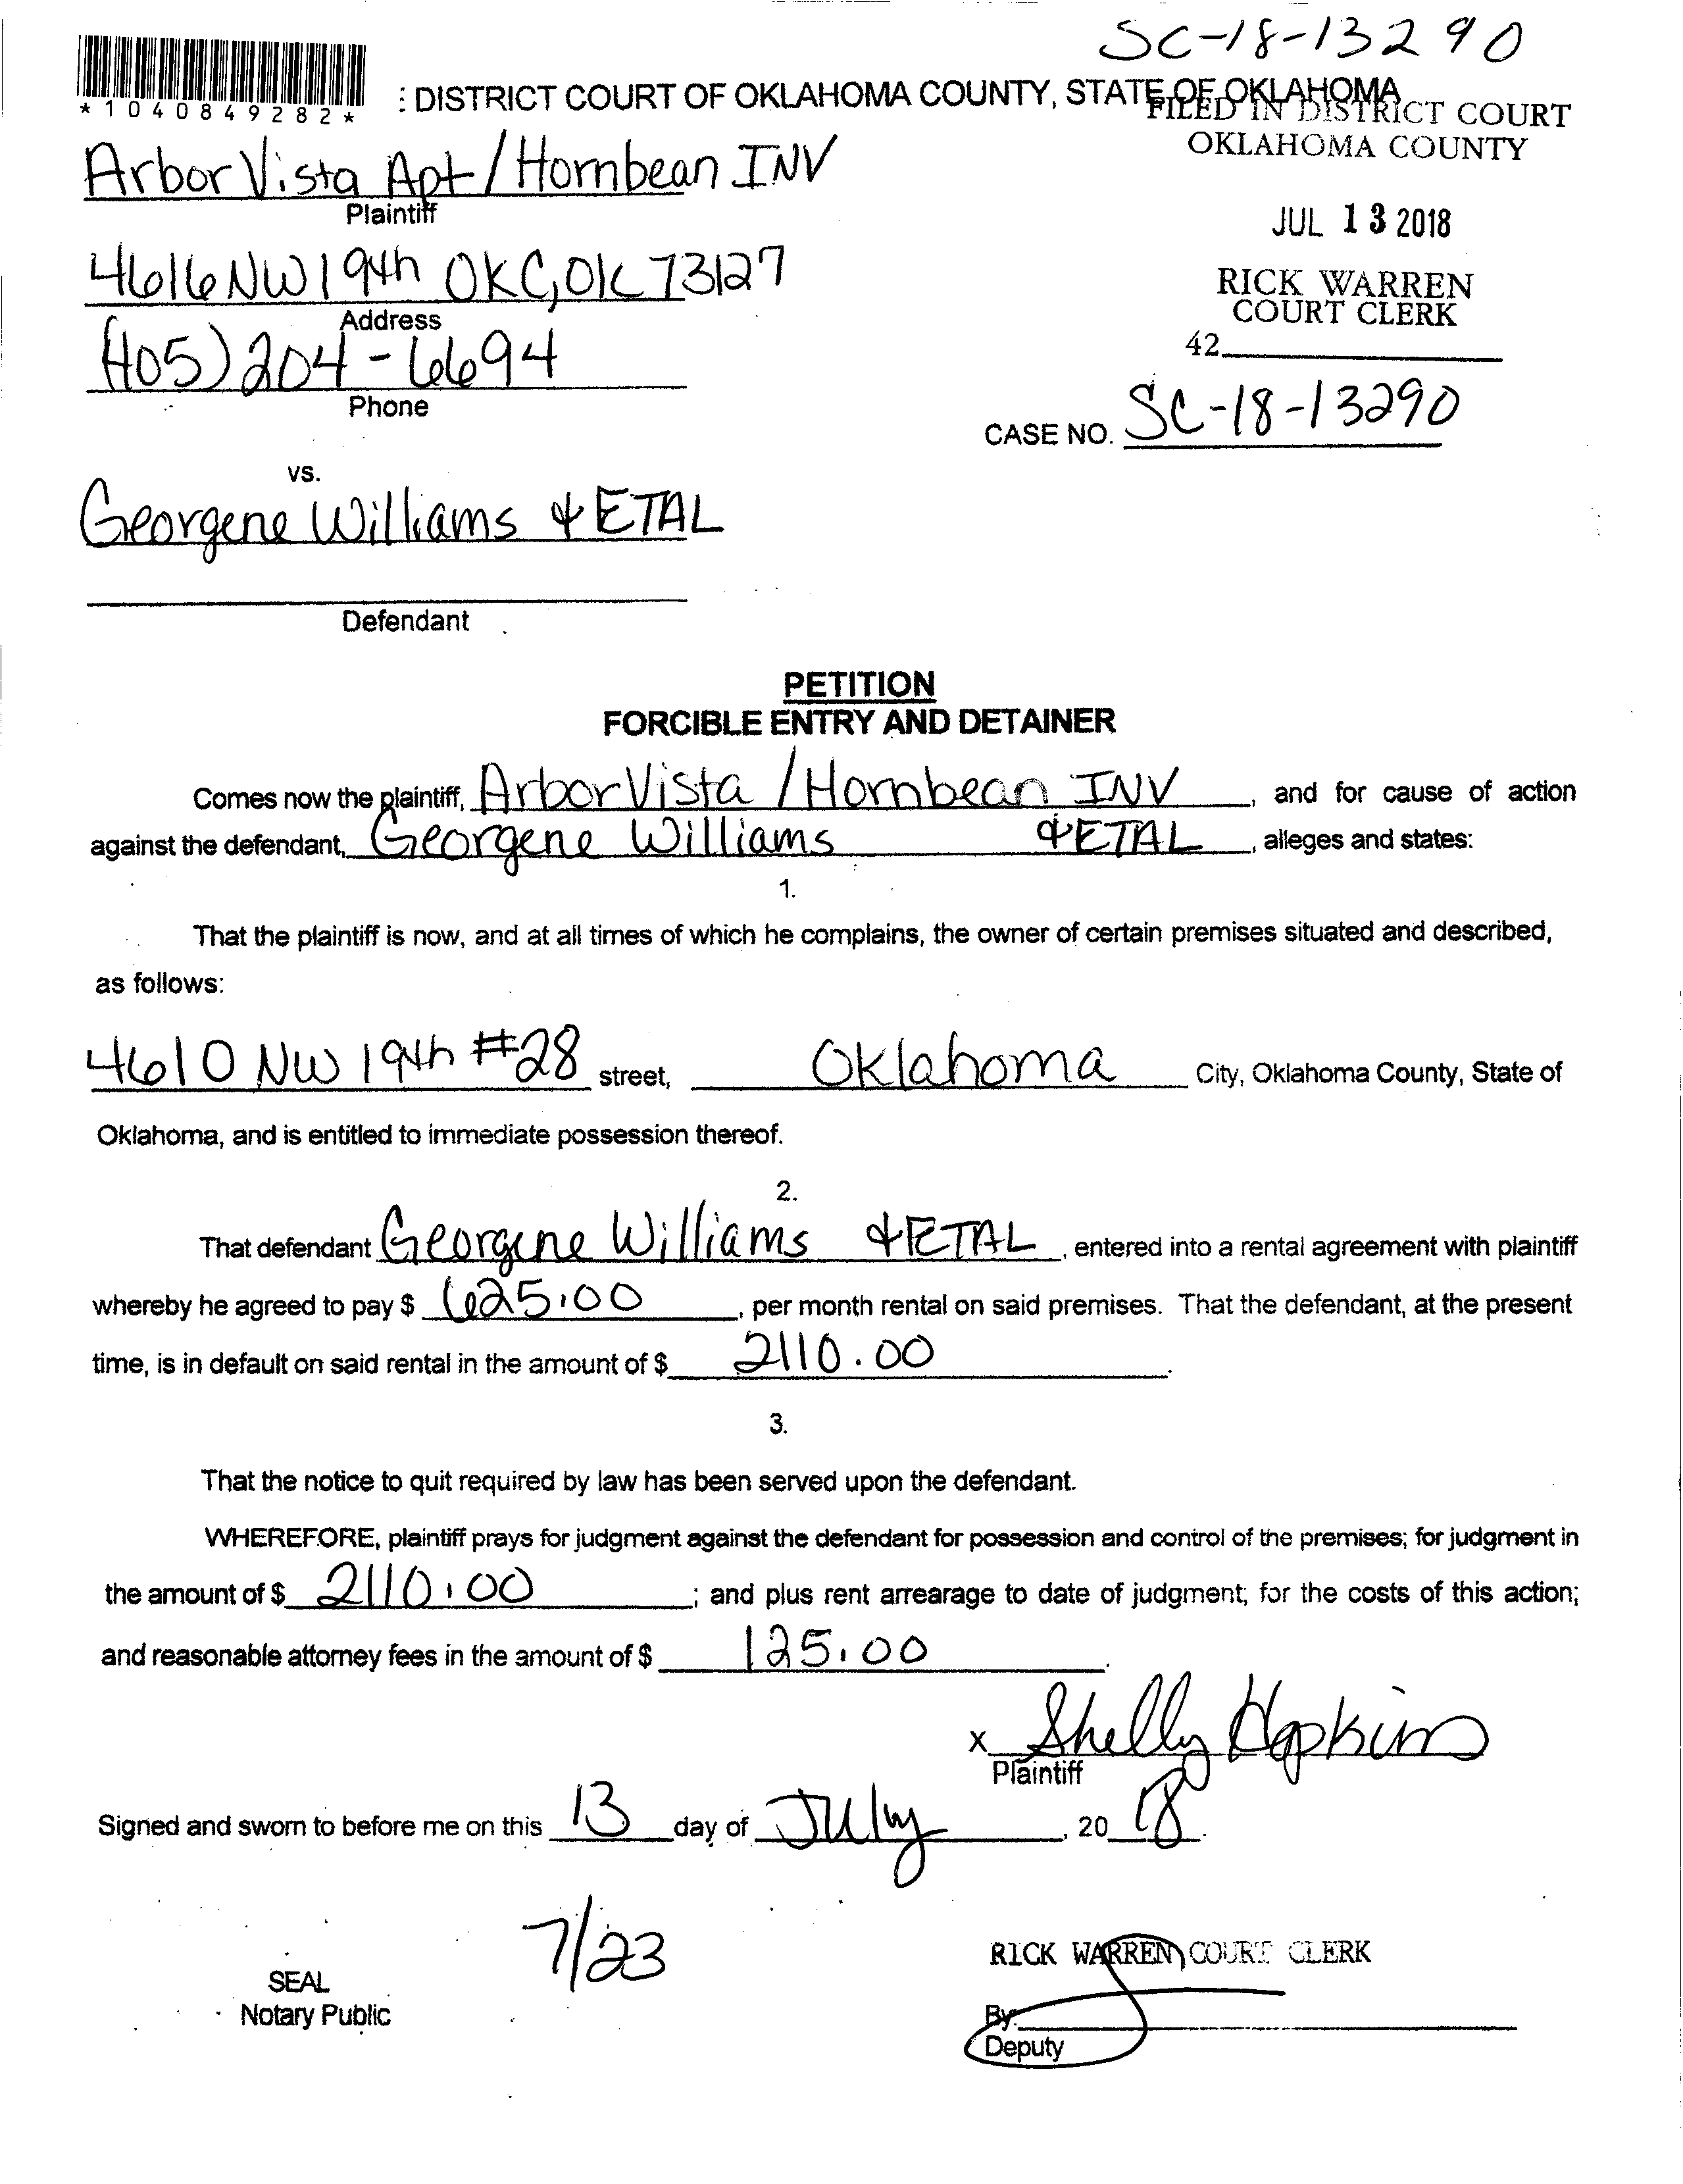 SC-18-13290
*1040849282*
: DISTRICT COURT OF OKLAHOMA COUNTY, STATE OF OKLAHOMA
FILED IN DISTRICT COURT
OKLAHOMA COUNTY
Arbor Vista Apt/Hornbean INV
Plaintiff
JUL 13 2018
4616 NW 19th OKC, OK 73127
Address
RICK WARREN
COURT CLERK
(405) 204-6694
Phone
42
CASE NO. SC-18-13290
vs.
Georgene Williams & ETAL
Defendant
PETITION
FORCIBLE ENTRY AND DETAINER
Comes now the plaintiff, Arbor Vista / Hornbean INV, and for cause of action
against the defendant, Georgene Williams & ETAL, alleges and states:
1.
That the plaintiff is now, and at all times of which he complains, the owner of certain premises situated and described,
as follows:
4610 NW 19th #28 street, Oklahoma City, Oklahoma County, State of
Oklahoma, and is entitled to immediate possession thereof.
2.
That defendant Georgene Williams & ETAL, entered into a rental agreement with plaintiff
whereby he agreed to pay $ 625.00, per month rental on said premises. That the defendant, at the present
time, is in default on said rental in the amount of $ 2110.00.
3.
That the notice to quit required by law has been served upon the defendant.
WHEREFORE, plaintiff prays for judgment against the defendant for possession and control of the premises; for judgment in
the amount of $ 2110.00; and plus rent arrearage to date of judgment; for the costs of this action;
and reasonable attorney fees in the amount of $ 125.00.
x Shelly Hopkins
Plaintiff
Signed and sworn to before me on this 13 day of July, 20 18.
7/23
RICK WARREN COURT CLERK
SEAL
Notary Public
By:
Deputy